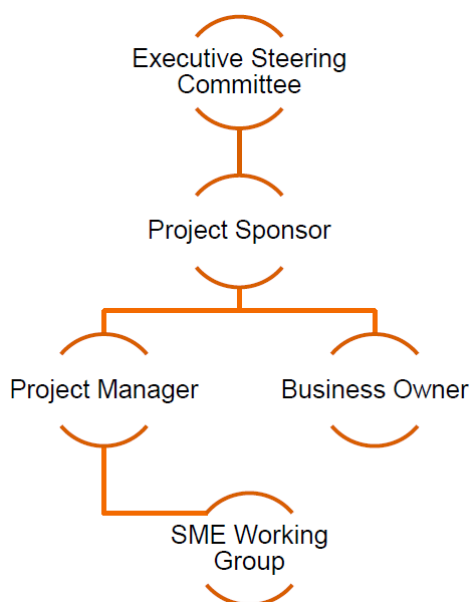 Executive Steering
Committee
Project Sponsor
Project Manager
Business Owner
SME Working
Group